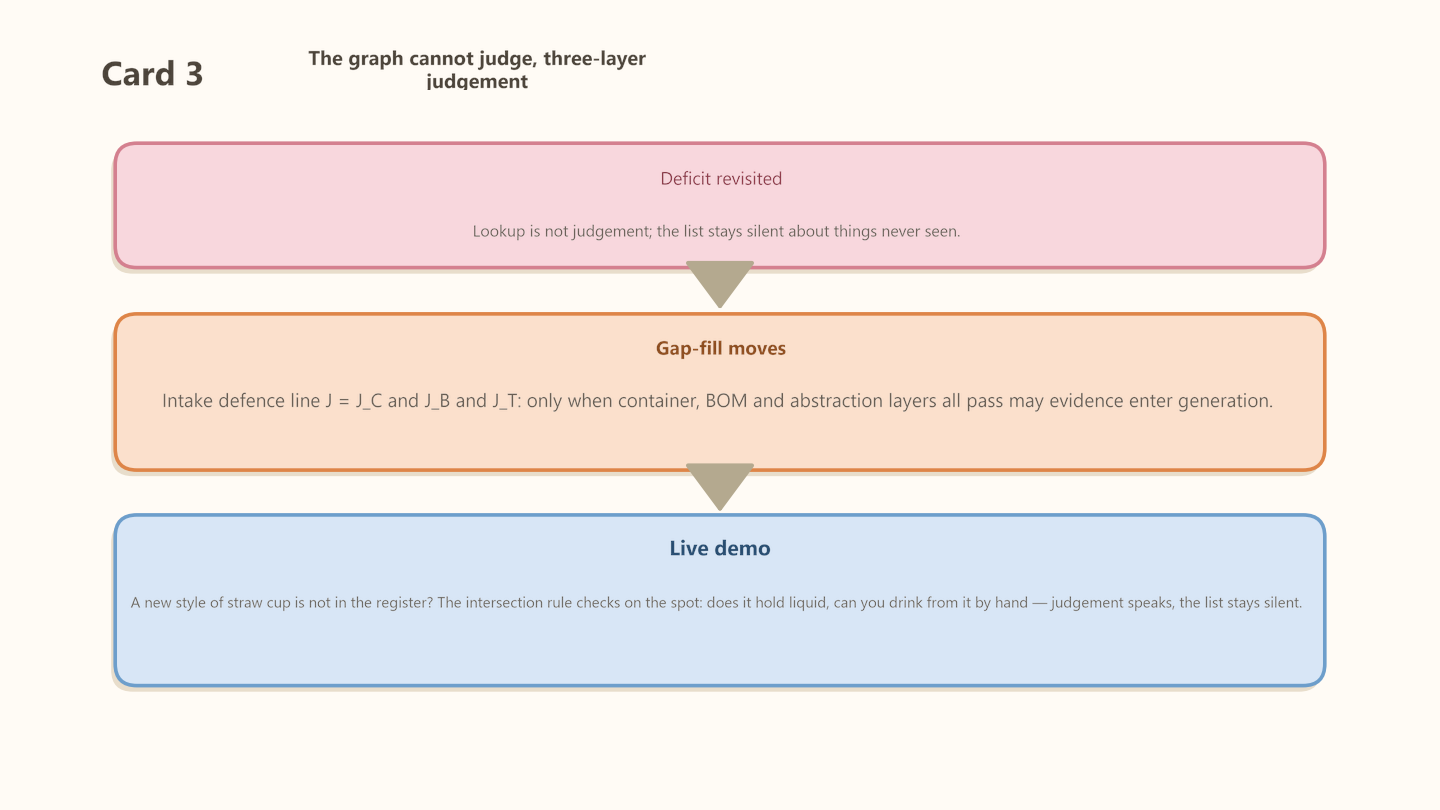 Card 3
The graph cannot judge, three-layer
judgement
Deficit revisited
Lookup is not judgement; the list stays silent about things never seen.
Gap-fill moves
Intake defence line J = J_C and J_B and J_T: only when container, BOM and abstraction layers all pass may evidence enter generation.
Live demo
A new style of straw cup is not in the register? The intersection rule checks on the spot: does it hold liquid, can you drink from it by hand — judgement speaks, the list stays silent.